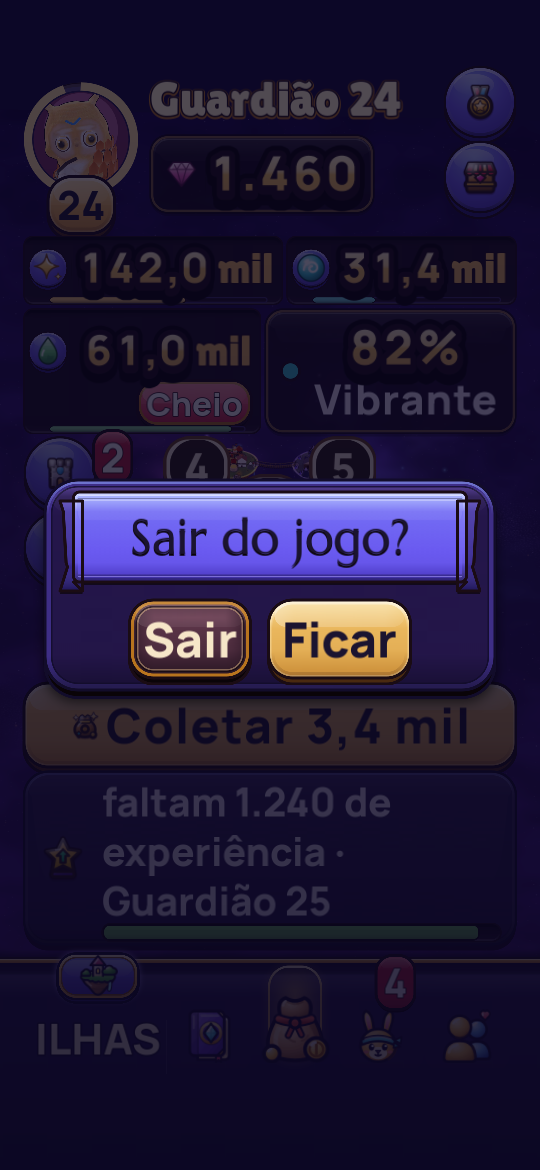 Guardião 24
1.460
24
142,0 mil
31,4 mil
61,0 mil
Cheio
82%
Vibrante
2
4
5
Sair do jogo?
Sair
Ficar
Coletar 3,4 mil
faltam 1.240 de
experiência ·
Guardião 25
4
ILHAS